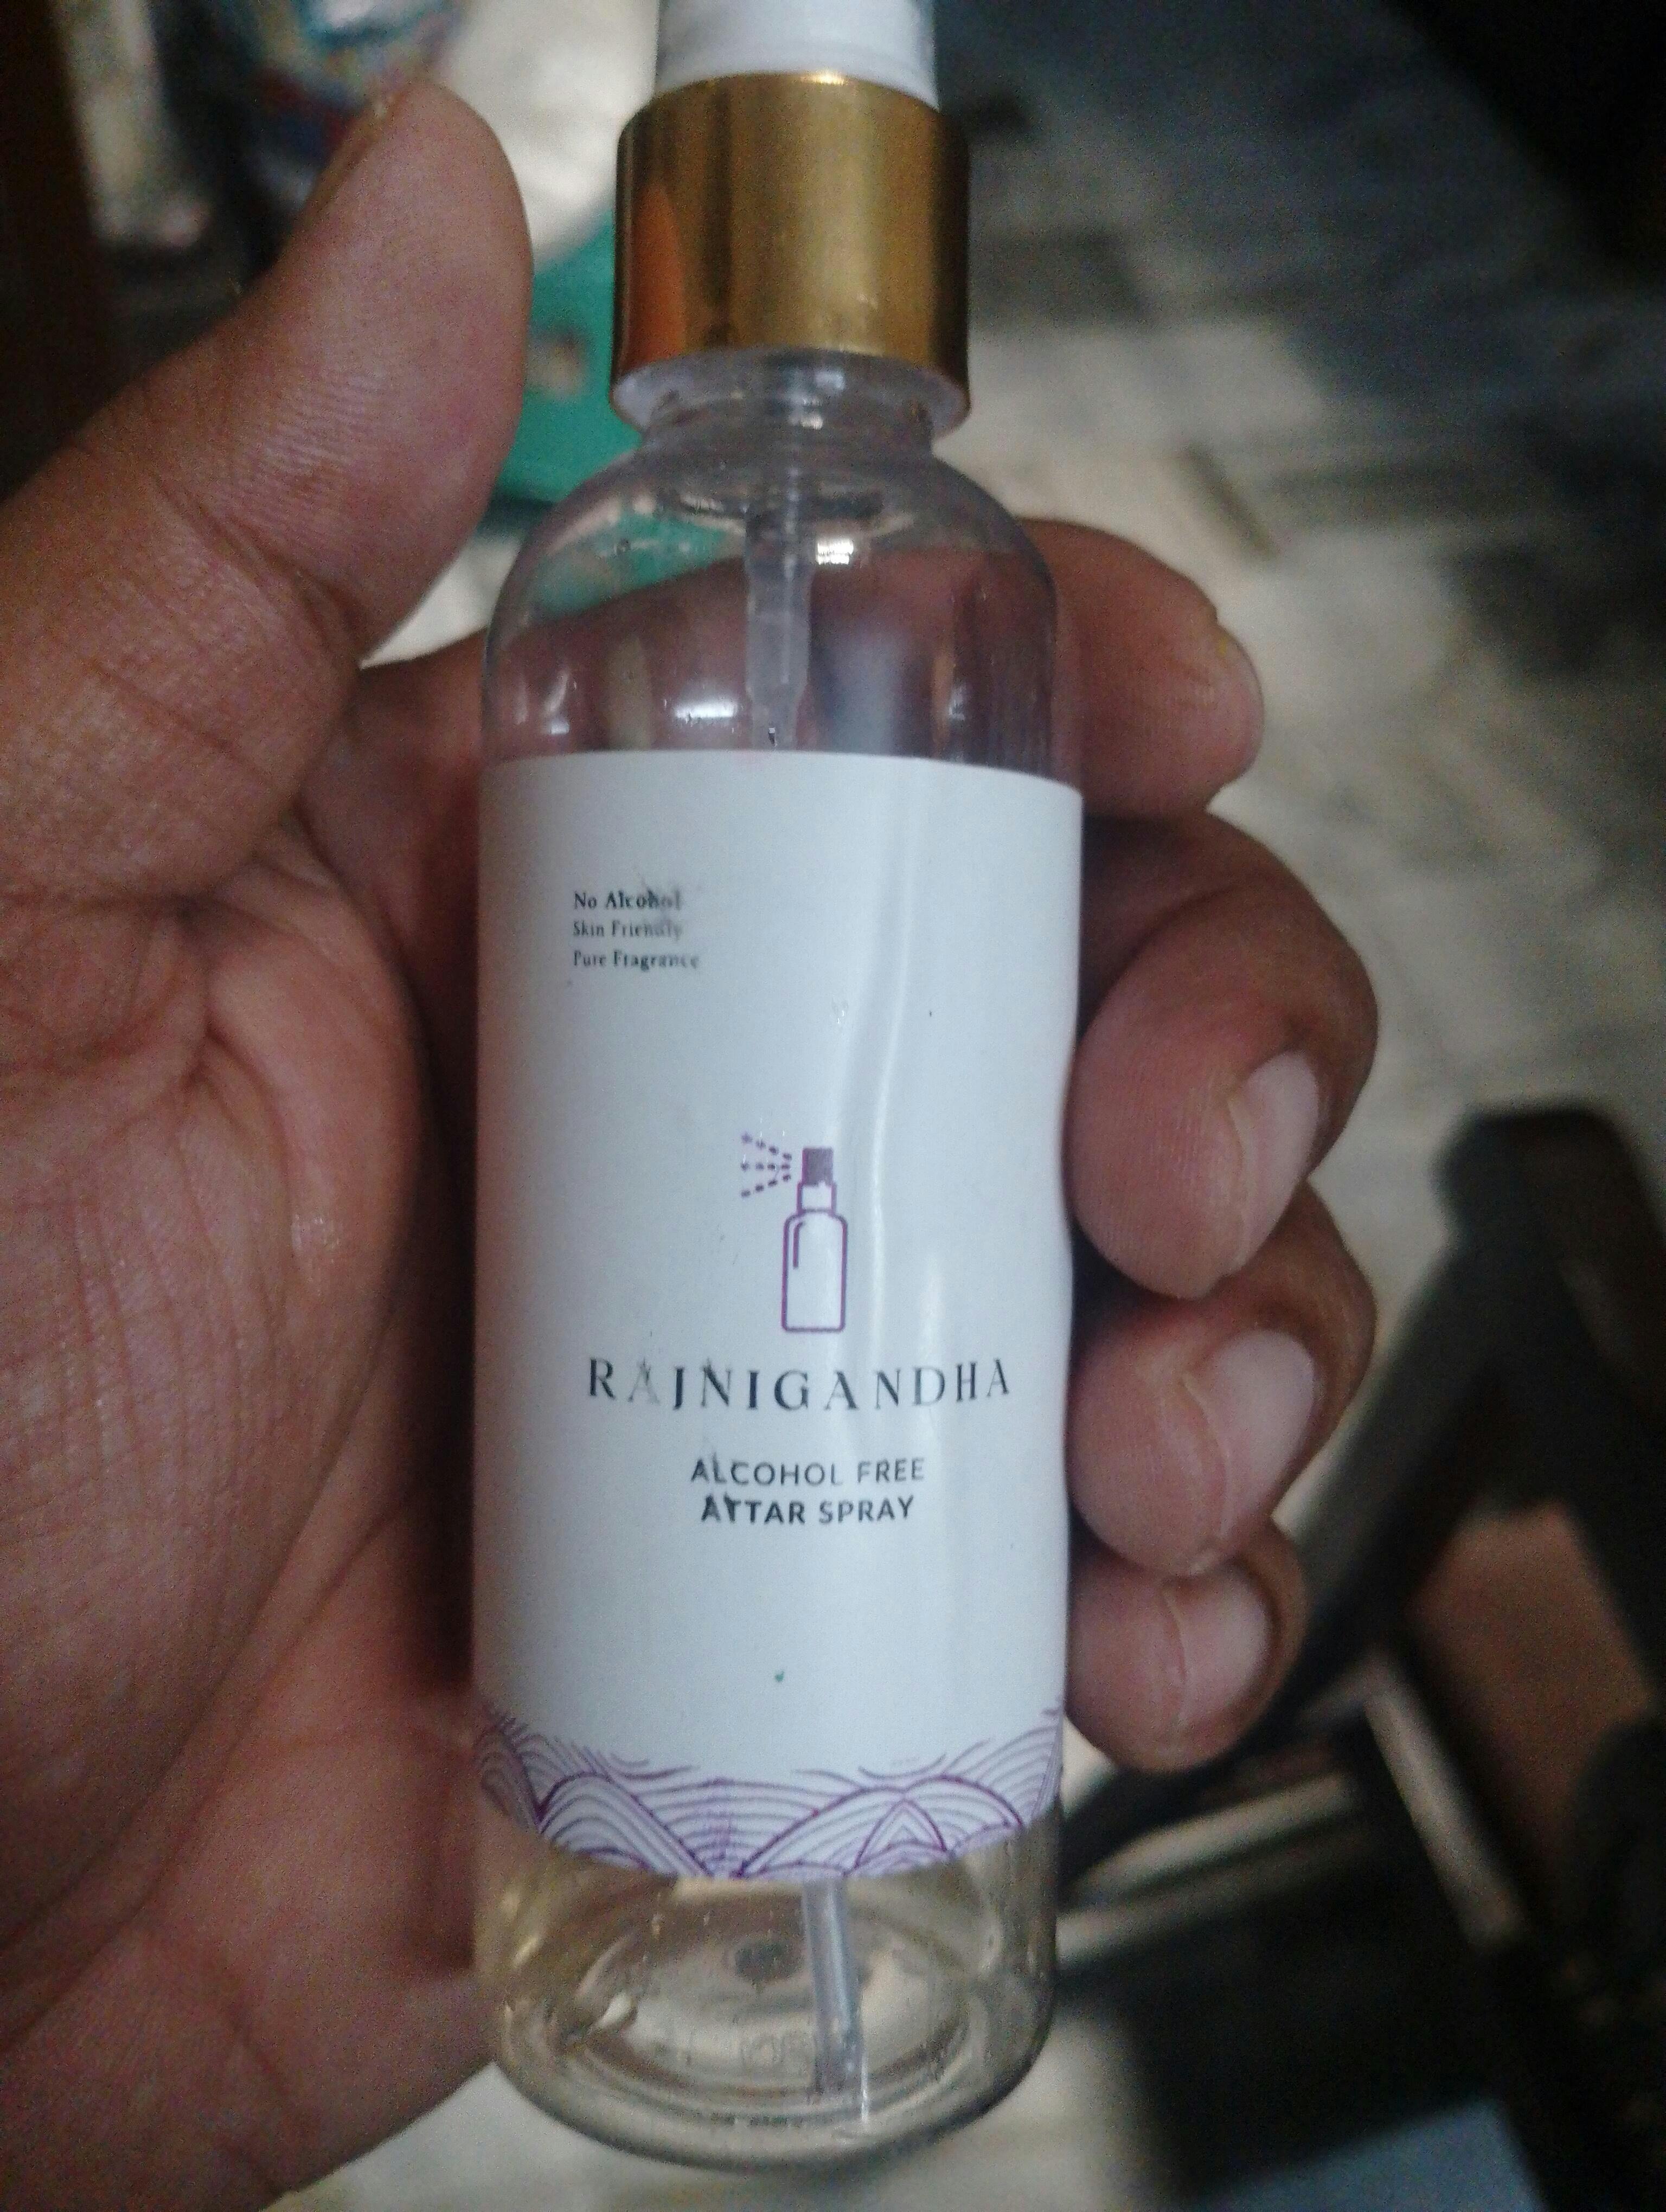 No Alcohol
Skin Friendly
Pure Fragrance
RAJNIGANDHA
ALCOHOL FREE
ATTAR SPRAY